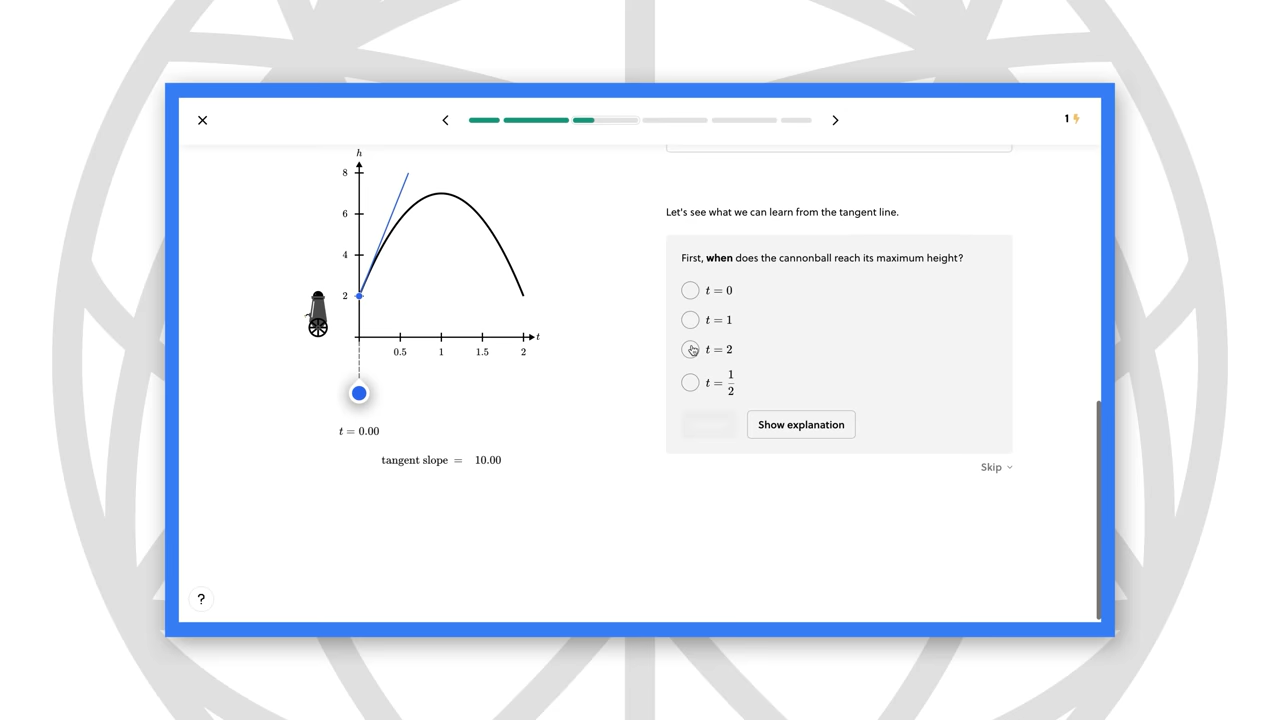 1
h
8
6
4
2
t
0.5 1 1.5 2
t = 0.00
tangent slope = 10.00
Let's see what we can learn from the tangent line.
First, when does the cannonball reach its maximum height?
t = 0
t = 1
t = 2
t = 1/2
Show explanation
Skip
?